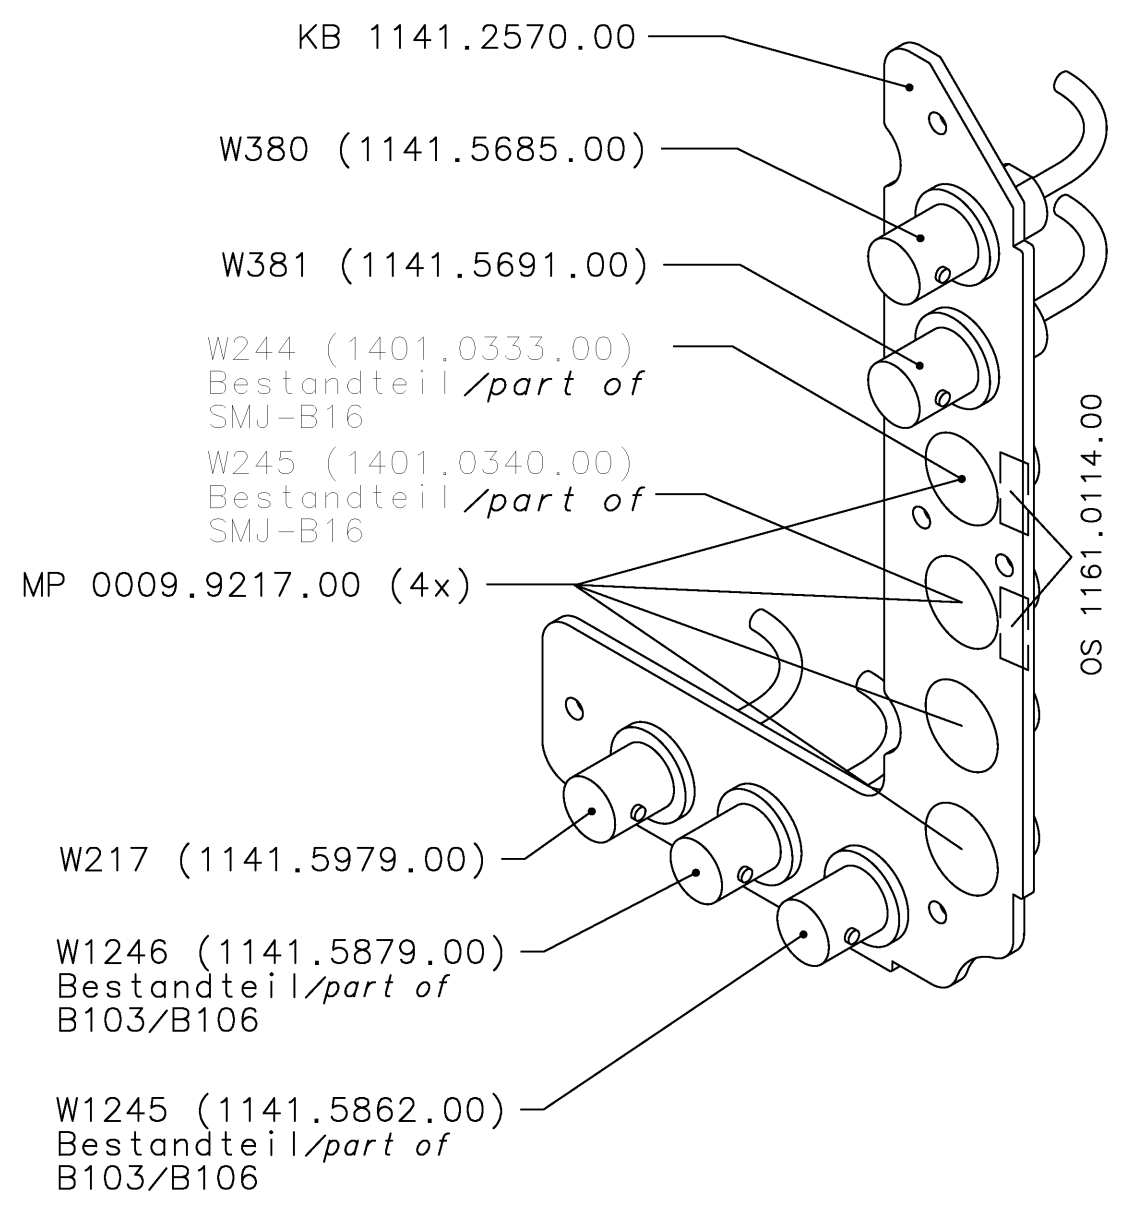 KB 1141.2570.00
W380 (1141.5685.00)
W381 (1141.5691.00)
W244 (1401.0333.00)
Bestandteil/part of
SMJ-B16
W245 (1401.0340.00)
Bestandteil/part of
SMJ-B16
MP 0009.9217.00 (4x)
OS 1161.0114.00
W217 (1141.5979.00)
W1246 (1141.5879.00)
Bestandteil/part of
B103/B106
W1245 (1141.5862.00)
Bestandteil/part of
B103/B106